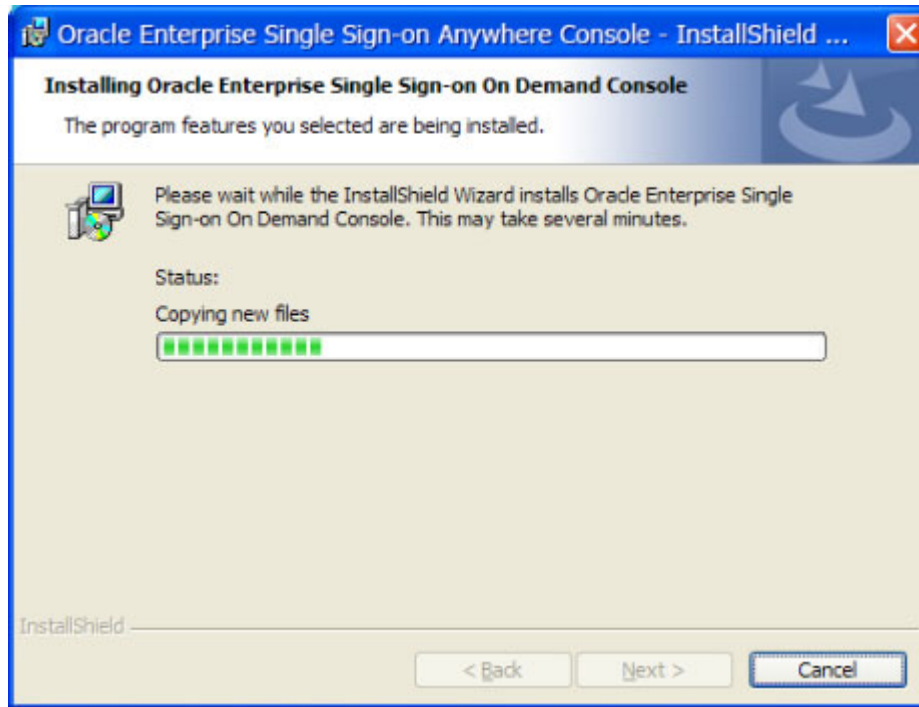 Oracle Enterprise Single Sign-on Anywhere Console - InstallShield ...
Installing Oracle Enterprise Single Sign-on On Demand Console
The program features you selected are being installed.
Please wait while the InstallShield Wizard installs Oracle Enterprise Single
Sign-on On Demand Console. This may take several minutes.
Status:
Copying new files
InstallShield
< Back
Next >
Cancel